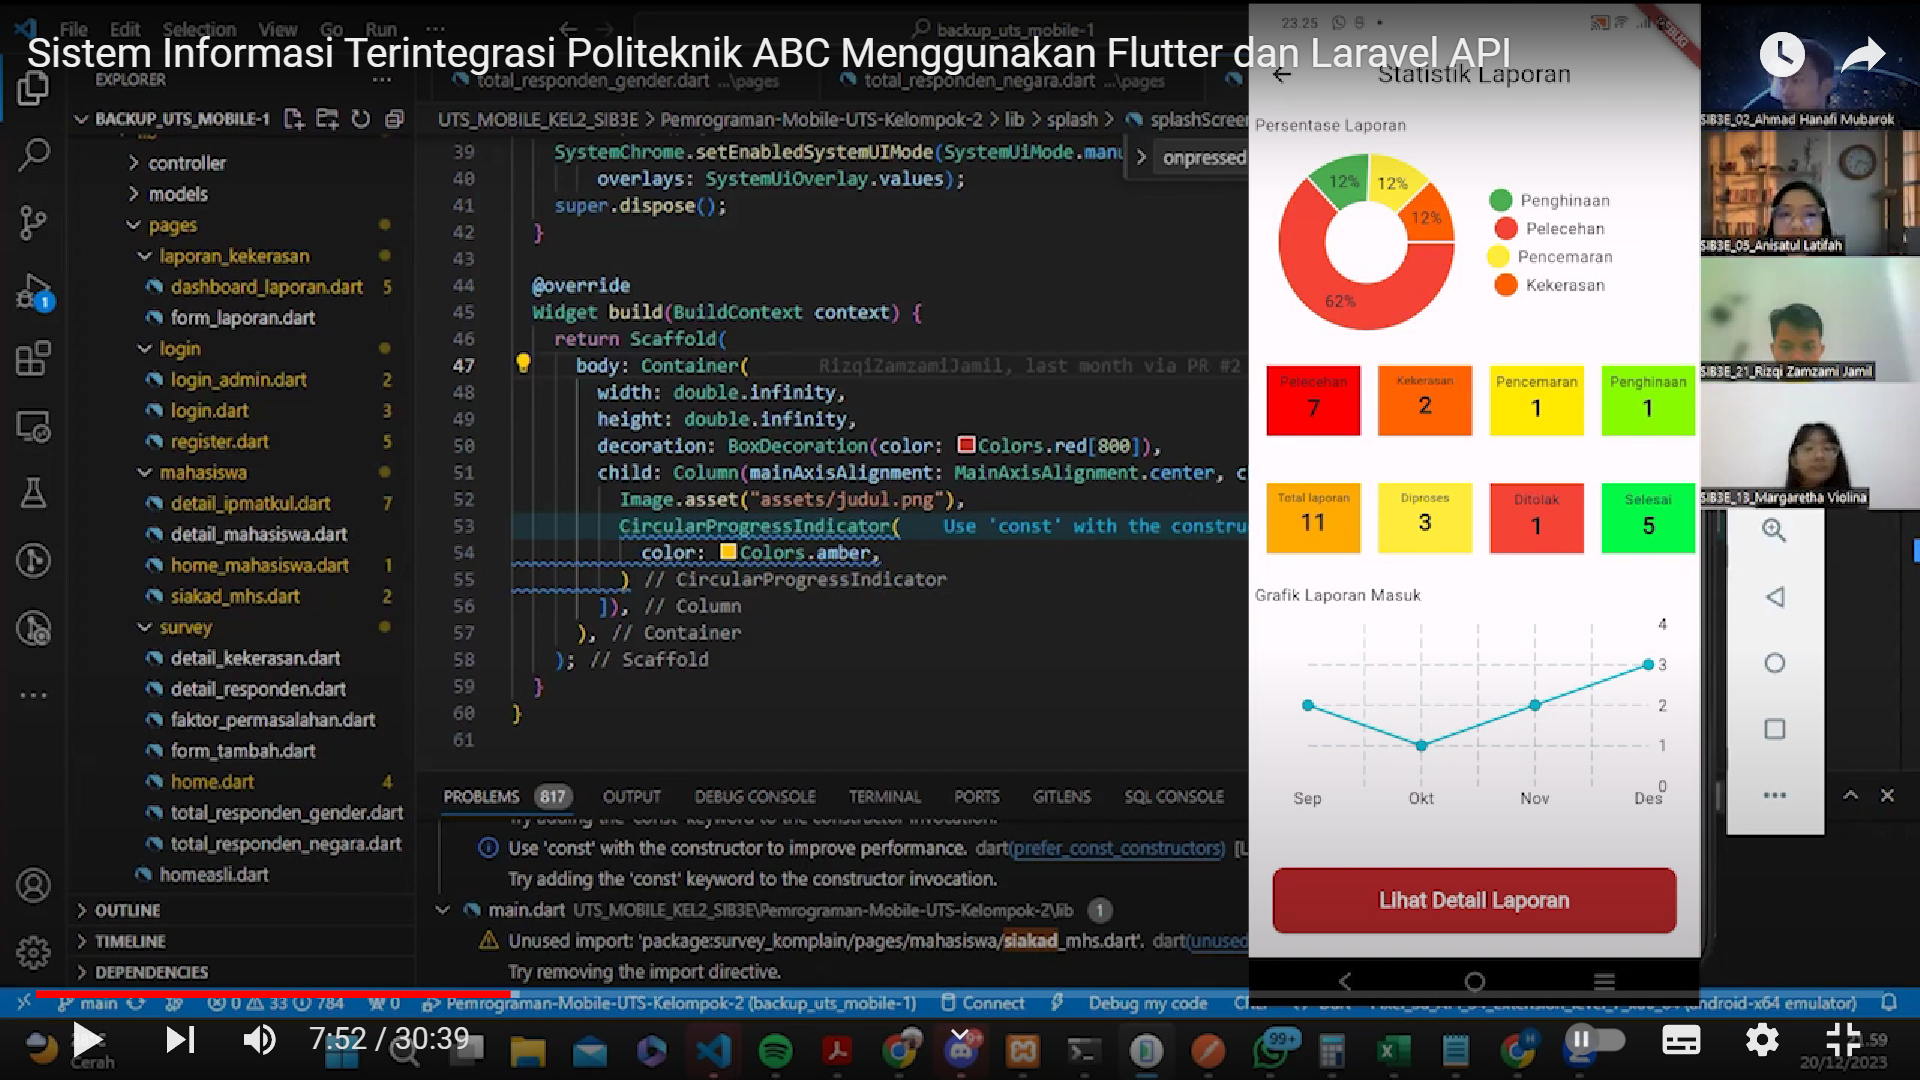 File Edit Selection View Go Run ...
backup_uts_mobile-1
Sistem Informasi Terintegrasi Politeknik ABC Menggunakan Flutter dan Laravel API
EXPLORER
total_responden_gender.dart ...\pages
total_responden_negara.dart ...\pages
BACKUP_UTS_MOBILE-1
UTS_MOBILE_KEL2_SIB3E > Pemrograman-Mobile-UTS-Kelompok-2 > lib > splash > splashScree
controller
models
pages
laporan_kekerasan
dashboard_laporan.dart 5
form_laporan.dart
login
login_admin.dart 2
login.dart 3
register.dart 5
mahasiswa
detail_ipmatkul.dart 7
detail_mahasiswa.dart
home_mahasiswa.dart 1
siakad_mhs.dart 2
survey
detail_kekerasan.dart
detail_responden.dart
faktor_permasalahan.dart
form_tambah.dart
home.dart 4
total_responden_gender.dart
total_responden_negara.dart
homeasli.dart
OUTLINE
TIMELINE
DEPENDENCIES
1
onpressed
39 SystemChrome.setEnabledSystemUIMode(SystemUiMode.manu
40 overlays: SystemUiOverlay.values);
41 super.dispose();
42 }
43
44 @override
45 Widget build(BuildContext context) {
46 return Scaffold(
47 body: Container( RizqiZamzamiJamil, last month via PR #2
48 width: double.infinity,
49 height: double.infinity,
50 decoration: BoxDecoration(color: Colors.red[800]),
51 child: Column(mainAxisAlignment: MainAxisAlignment.center, c
52 Image.asset("assets/judul.png"),
53 CircularProgressIndicator( Use 'const' with the constru
54 color: Colors.amber,
55 ) // CircularProgressIndicator
56 ]), // Column
57 ), // Container
58 ); // Scaffold
59 }
60 }
61
PROBLEMS 817 OUTPUT DEBUG CONSOLE TERMINAL PORTS GITLENS SQL CONSOLE
Try adding the 'const' keyword to the constructor invocation.
Use 'const' with the constructor to improve performance. dart(prefer_const_constructors) [L
Try adding the 'const' keyword to the constructor invocation.
main.dart UTS_MOBILE_KEL2_SIB3E\Pemrograman-Mobile-UTS-Kelompok-2\lib 1
Unused import: 'package:survey_komplain/pages/mahasiswa/siakad_mhs.dart'. dart(unused
Try removing the import directive.
main 0 33 784 0 Pemrograman-Mobile-UTS-Kelompok-2 (backup_uts_mobile-1) Connect Debug my code
(android-x64 emulator)
23.25
Statistik Laporan
Persentase Laporan
12%
12%
12%
62%
Penghinaan
Pelecehan
Pencemaran
Kekerasan
Pelecehan 7
Kekerasan 2
Pencemaran 1
Penghinaan 1
Total laporan 11
Diproses 3
Ditolak 1
Selesai 5
Grafik Laporan Masuk
4
3
2
1
0
Sep Okt Nov Des
Lihat Detail Laporan
SIB3E_02_Ahmad Hanafi Mubarok
SIB3E_05_Anisatul Latifah
SIB3E_21_Rizqi Zamzami Jamil
SIB3E_13_Margaretha Violina
7:52 / 30:39
Cerah
99+
20/12/2023